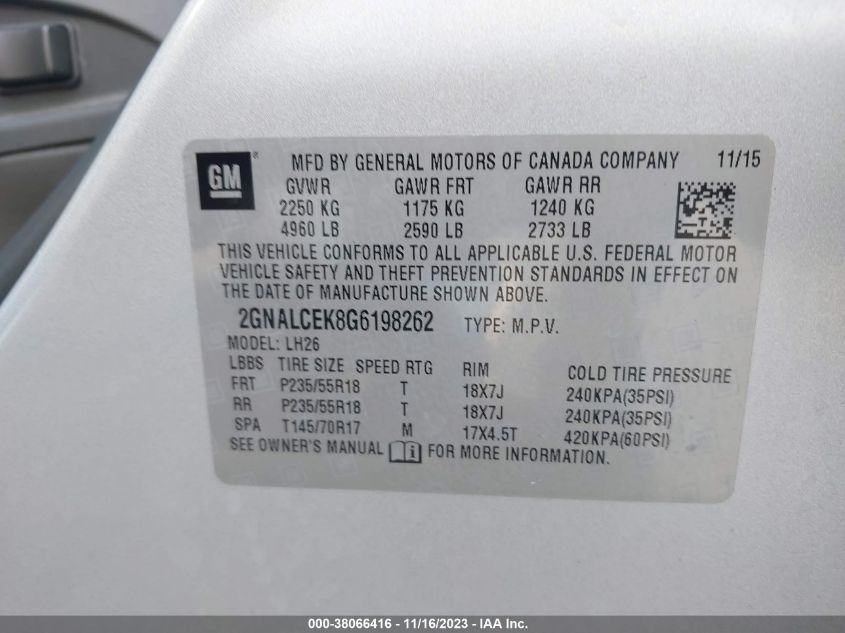 GM ® MFD BY GENERAL MOTORS OF CANADA COMPANY 11/15
GVWR GAWR FRT GAWR RR
2250 KG 1175 KG 1240 KG
4960 LB 2590 LB 2733 LB
THIS VEHICLE CONFORMS TO ALL APPLICABLE U.S. FEDERAL MOTOR
VEHICLE SAFETY AND THEFT PREVENTION STANDARDS IN EFFECT ON
THE DATE OF MANUFACTURE SHOWN ABOVE.
2GNALCEK8G6198262 TYPE: M.P.V.
MODEL: LH26
LBBS TIRE SIZE SPEED RTG RIM COLD TIRE PRESSURE
FRT P235/55R18 T 18X7J 240KPA(35PSI)
RR P235/55R18 T 18X7J 240KPA(35PSI)
SPA T145/70R17 M 17X4.5T 420KPA(60PSI)
SEE OWNER'S MANUAL i FOR MORE INFORMATION.
000-38066416 - 11/16/2023 - IAA Inc.